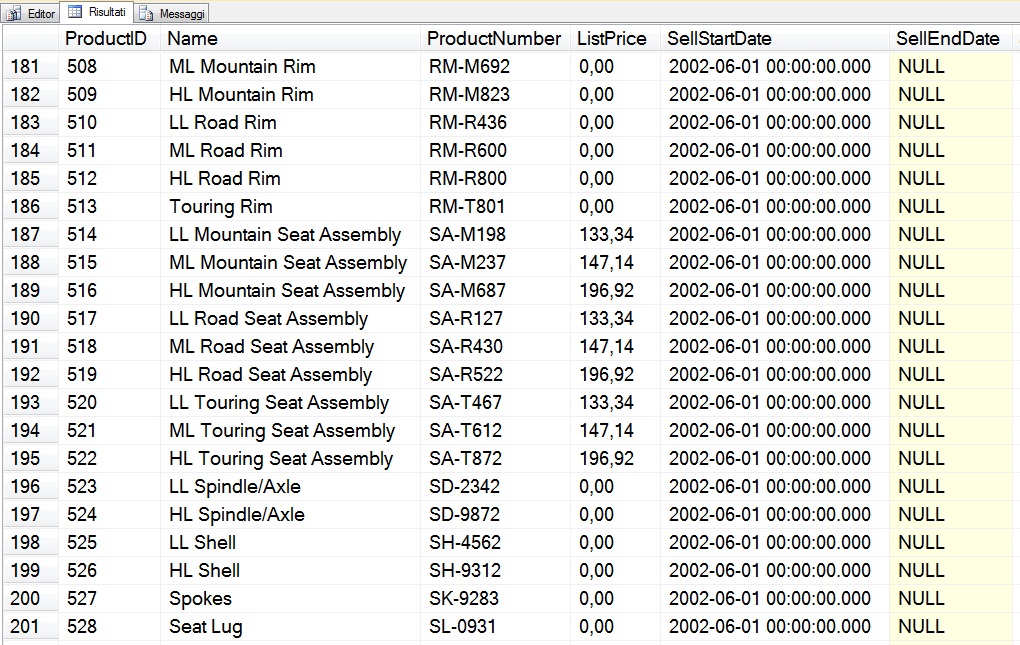 Editor Risultati Messaggi
ProductID Name ProductNumber ListPrice SellStartDate SellEndDate
181 508 ML Mountain Rim RM-M692 0,00 2002-06-01 00:00:00.000 NULL
182 509 HL Mountain Rim RM-M823 0,00 2002-06-01 00:00:00.000 NULL
183 510 LL Road Rim RM-R436 0,00 2002-06-01 00:00:00.000 NULL
184 511 ML Road Rim RM-R600 0,00 2002-06-01 00:00:00.000 NULL
185 512 HL Road Rim RM-R800 0,00 2002-06-01 00:00:00.000 NULL
186 513 Touring Rim RM-T801 0,00 2002-06-01 00:00:00.000 NULL
187 514 LL Mountain Seat Assembly SA-M198 133,34 2002-06-01 00:00:00.000 NULL
188 515 ML Mountain Seat Assembly SA-M237 147,14 2002-06-01 00:00:00.000 NULL
189 516 HL Mountain Seat Assembly SA-M687 196,92 2002-06-01 00:00:00.000 NULL
190 517 LL Road Seat Assembly SA-R127 133,34 2002-06-01 00:00:00.000 NULL
191 518 ML Road Seat Assembly SA-R430 147,14 2002-06-01 00:00:00.000 NULL
192 519 HL Road Seat Assembly SA-R522 196,92 2002-06-01 00:00:00.000 NULL
193 520 LL Touring Seat Assembly SA-T467 133,34 2002-06-01 00:00:00.000 NULL
194 521 ML Touring Seat Assembly SA-T612 147,14 2002-06-01 00:00:00.000 NULL
195 522 HL Touring Seat Assembly SA-T872 196,92 2002-06-01 00:00:00.000 NULL
196 523 LL Spindle/Axle SD-2342 0,00 2002-06-01 00:00:00.000 NULL
197 524 HL Spindle/Axle SD-9872 0,00 2002-06-01 00:00:00.000 NULL
198 525 LL Shell SH-4562 0,00 2002-06-01 00:00:00.000 NULL
199 526 HL Shell SH-9312 0,00 2002-06-01 00:00:00.000 NULL
200 527 Spokes SK-9283 0,00 2002-06-01 00:00:00.000 NULL
201 528 Seat Lug SL-0931 0,00 2002-06-01 00:00:00.000 NULL